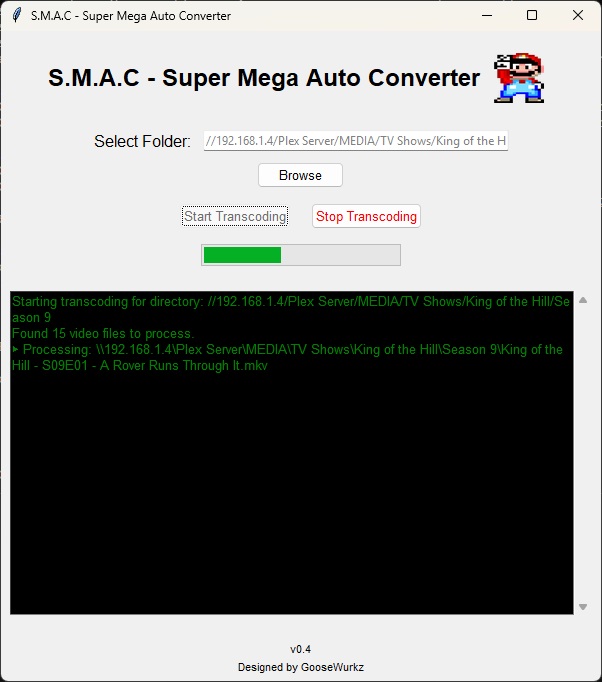 S.M.A.C - Super Mega Auto Converter
S.M.A.C - Super Mega Auto Converter
Select Folder: //192.168.1.4/Plex Server/MEDIA/TV Shows/King of the H
Browse
Start Transcoding Stop Transcoding
Starting transcoding for directory: //192.168.1.4/Plex Server/MEDIA/TV Shows/King of the Hill/Se
ason 9
Found 15 video files to process.
▶ Processing: \\192.168.1.4\Plex Server\MEDIA\TV Shows\King of the Hill\Season 9\King of the
Hill - S09E01 - A Rover Runs Through It.mkv
v0.4
Designed by GooseWurkz